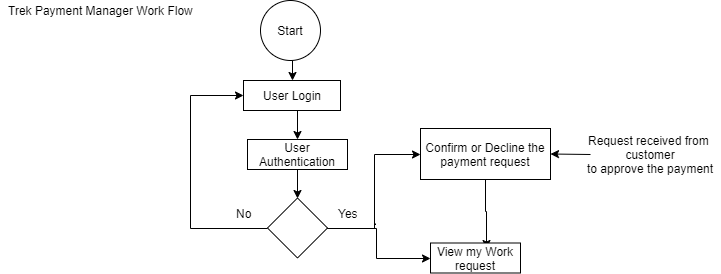 Trek Payment Manager Work Flow
Start
User Login
User
Authentication
Confirm or Decline the
payment request
Request received from
customer
to approve the payment
No
Yes
View my Work
request